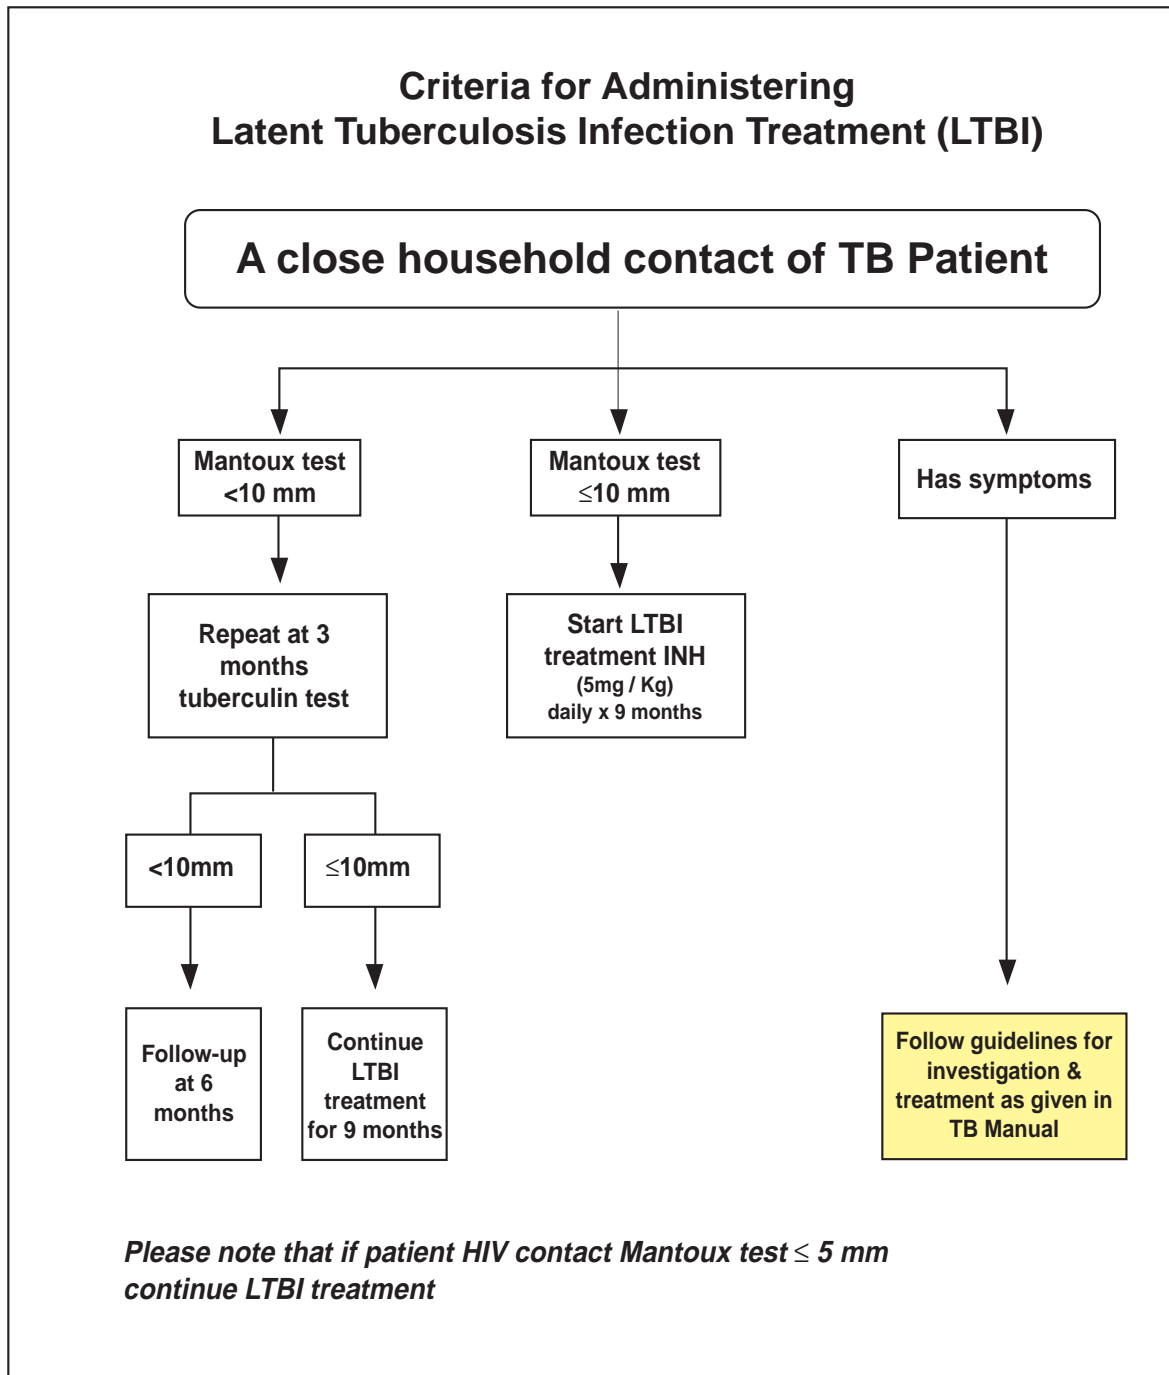 Criteria for Administering
Latent Tuberculosis Infection Treatment (LTBI)
A close household contact of TB Patient
Mantoux test
<10 mm
Mantoux test
≤10 mm
Has symptoms
Repeat at 3
months
tuberculin test
Start LTBI
treatment INH
(5mg / Kg)
daily x 9 months
<10mm
≤10mm
Follow-up
at 6
months
Continue
LTBI
treatment
for 9 months
Follow guidelines for
investigation &
treatment as given in
TB Manual
Please note that if patient HIV contact Mantoux test ≤ 5 mm
continue LTBI treatment